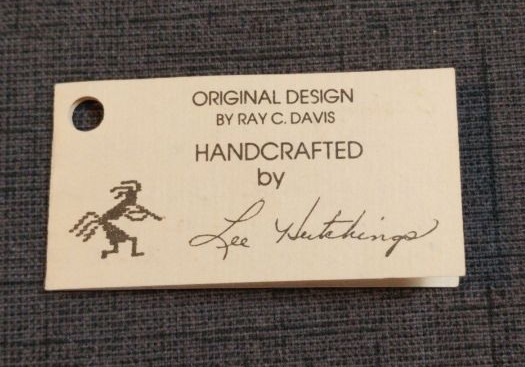 ORIGINAL DESIGN
BY RAY C. DAVIS
HANDCRAFTED
by
Lee Hutchings